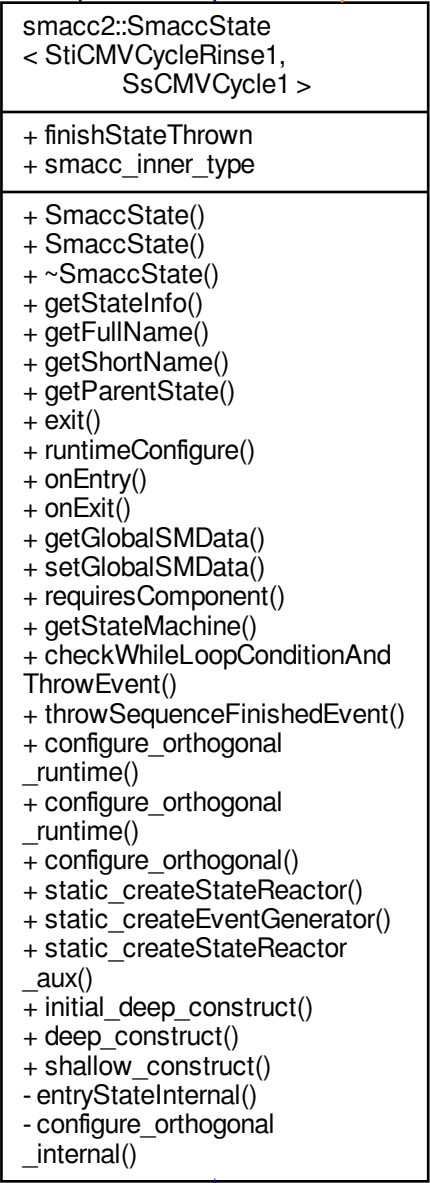 smacc2::SmaccState
< StiCMVCycleRinse1,
SsCMVCycle1 >
+ finishStateThrown
+ smacc_inner_type
+ SmaccState()
+ SmaccState()
+ ~SmaccState()
+ getStateInfo()
+ getFullName()
+ getShortName()
+ getParentState()
+ exit()
+ runtimeConfigure()
+ onEntry()
+ onExit()
+ getGlobalSMData()
+ setGlobalSMData()
+ requiresComponent()
+ getStateMachine()
+ checkWhileLoopConditionAnd
ThrowEvent()
+ throwSequenceFinishedEvent()
+ configure_orthogonal
_runtime()
+ configure_orthogonal
_runtime()
+ configure_orthogonal()
+ static_createStateReactor()
+ static_createEventGenerator()
+ static_createStateReactor
_aux()
+ initial_deep_construct()
+ deep_construct()
+ shallow_construct()
- entryStateInternal()
- configure_orthogonal
_internal()